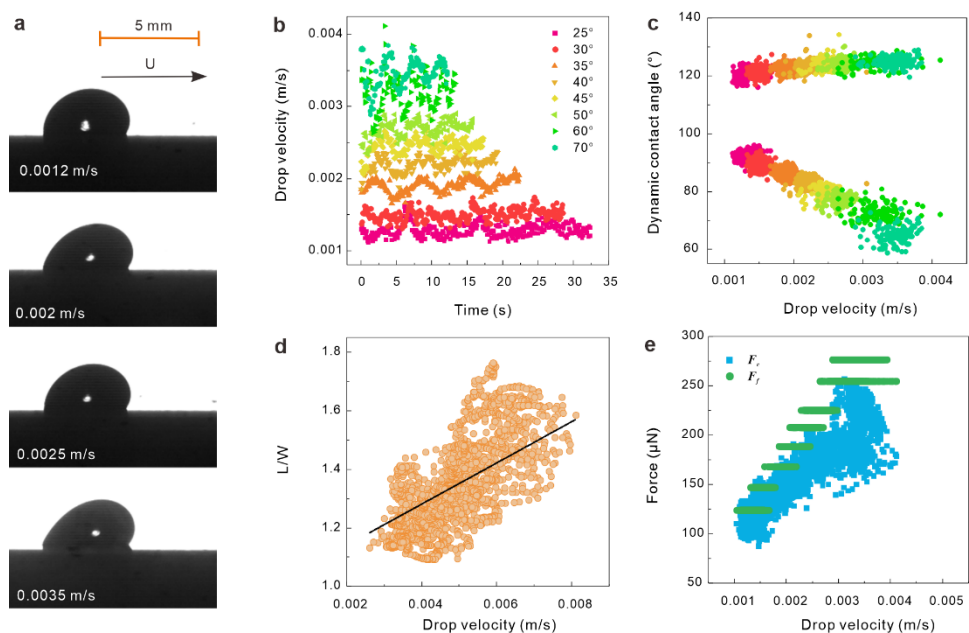 a
5 mm
U
0.0012 m/s
0.002 m/s
0.0025 m/s
0.0035 m/s
b
Drop velocity (m/s)
0.004
0.003
0.002
0.001
0 5 10 15 20 25 30 35
Time (s)
25°
30°
35°
40°
45°
50°
60°
70°
c
Dynamic contact angle (°)
140
120
100
80
60
0.001 0.002 0.003 0.004
Drop velocity (m/s)
d
L/W
1.8
1.6
1.4
1.2
1.0
0.002 0.004 0.006 0.008
Drop velocity (m/s)
e
Force (μN)
300
250
200
150
100
50
0.001 0.002 0.003 0.004 0.005
Drop velocity (m/s)
F_r
F_f